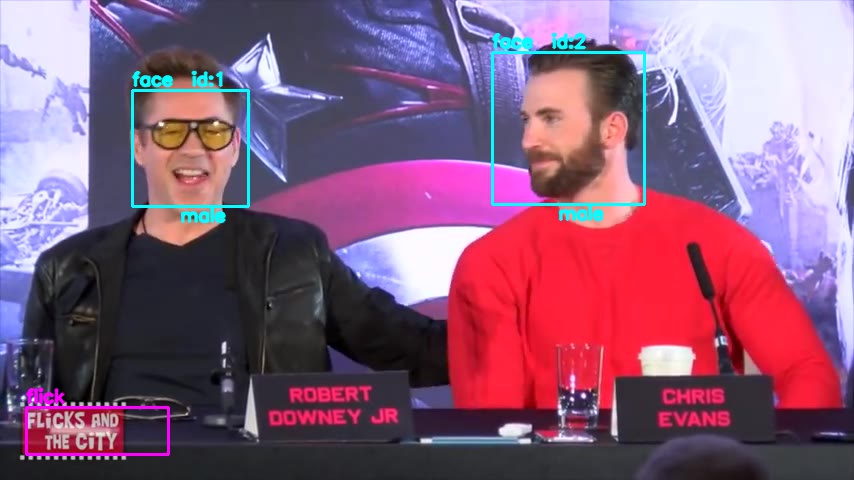 face id:1
male
face id:2
male
ROBERT
DOWNEY JR
CHRIS
EVANS
flick
FLiCKS AND
THE CiTY